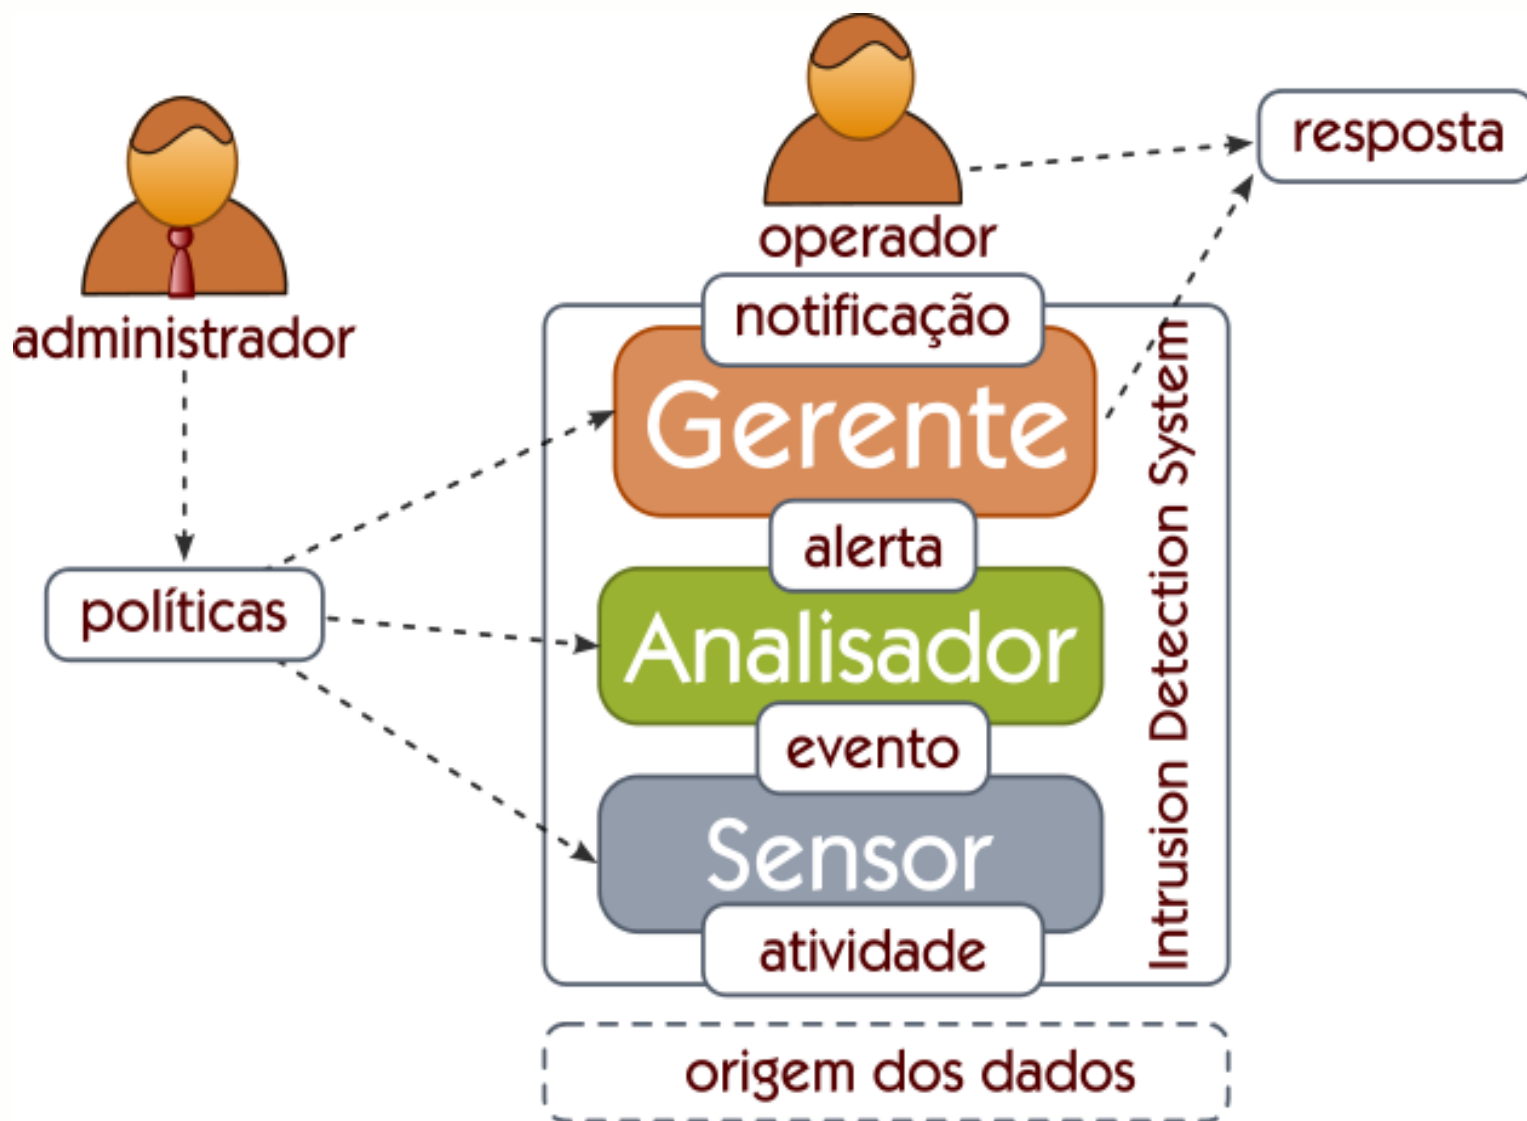 resposta
operador
administrador
notificação
Gerente
alerta
políticas
Analisador
evento
Sensor
atividade
Intrusion Detection System
origem dos dados